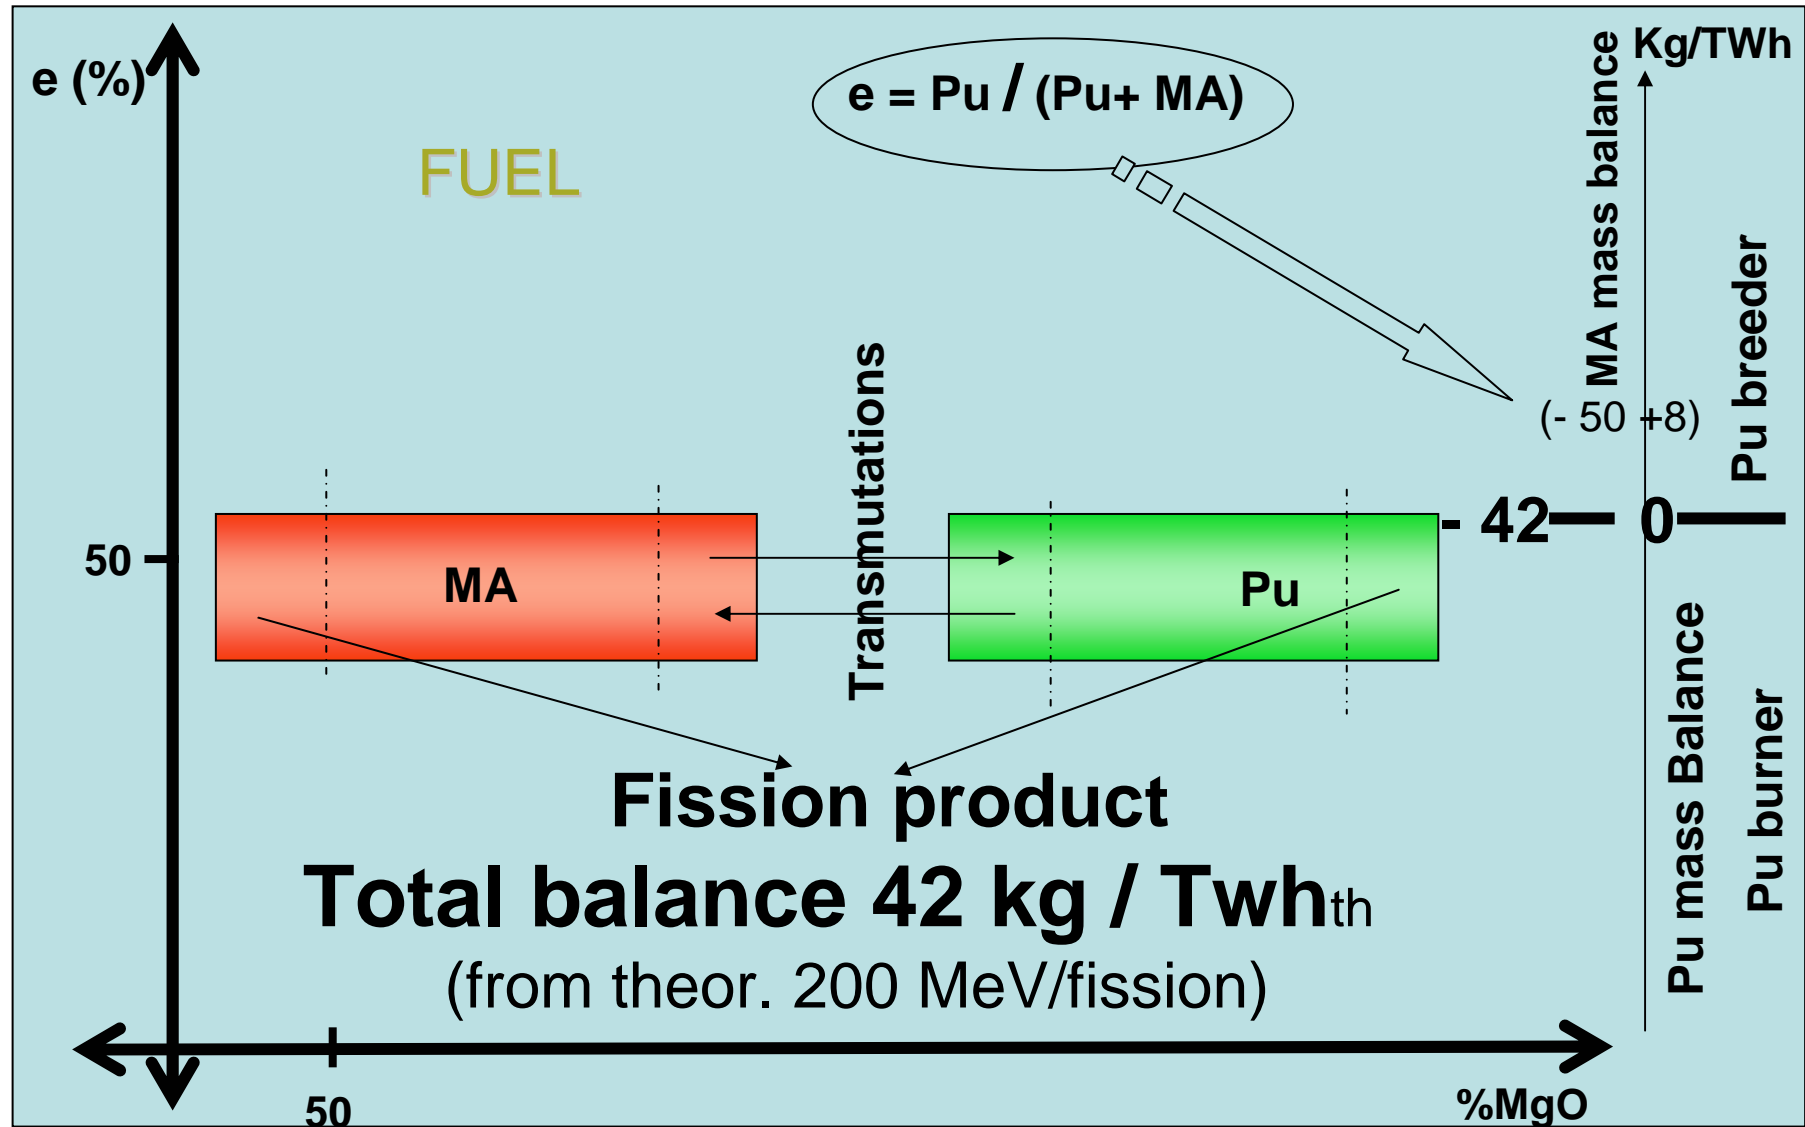 e (%)
e = Pu / (Pu+ MA)
Kg/TWh
MA mass balance
FUEL
Pu breeder
(- 50 +8)
Transmutations
- 42 0
50
MA
Pu
Pu mass Balance
Pu burner
Fission product
Total balance 42 kg / Twhth
(from theor. 200 MeV/fission)
50
%MgO